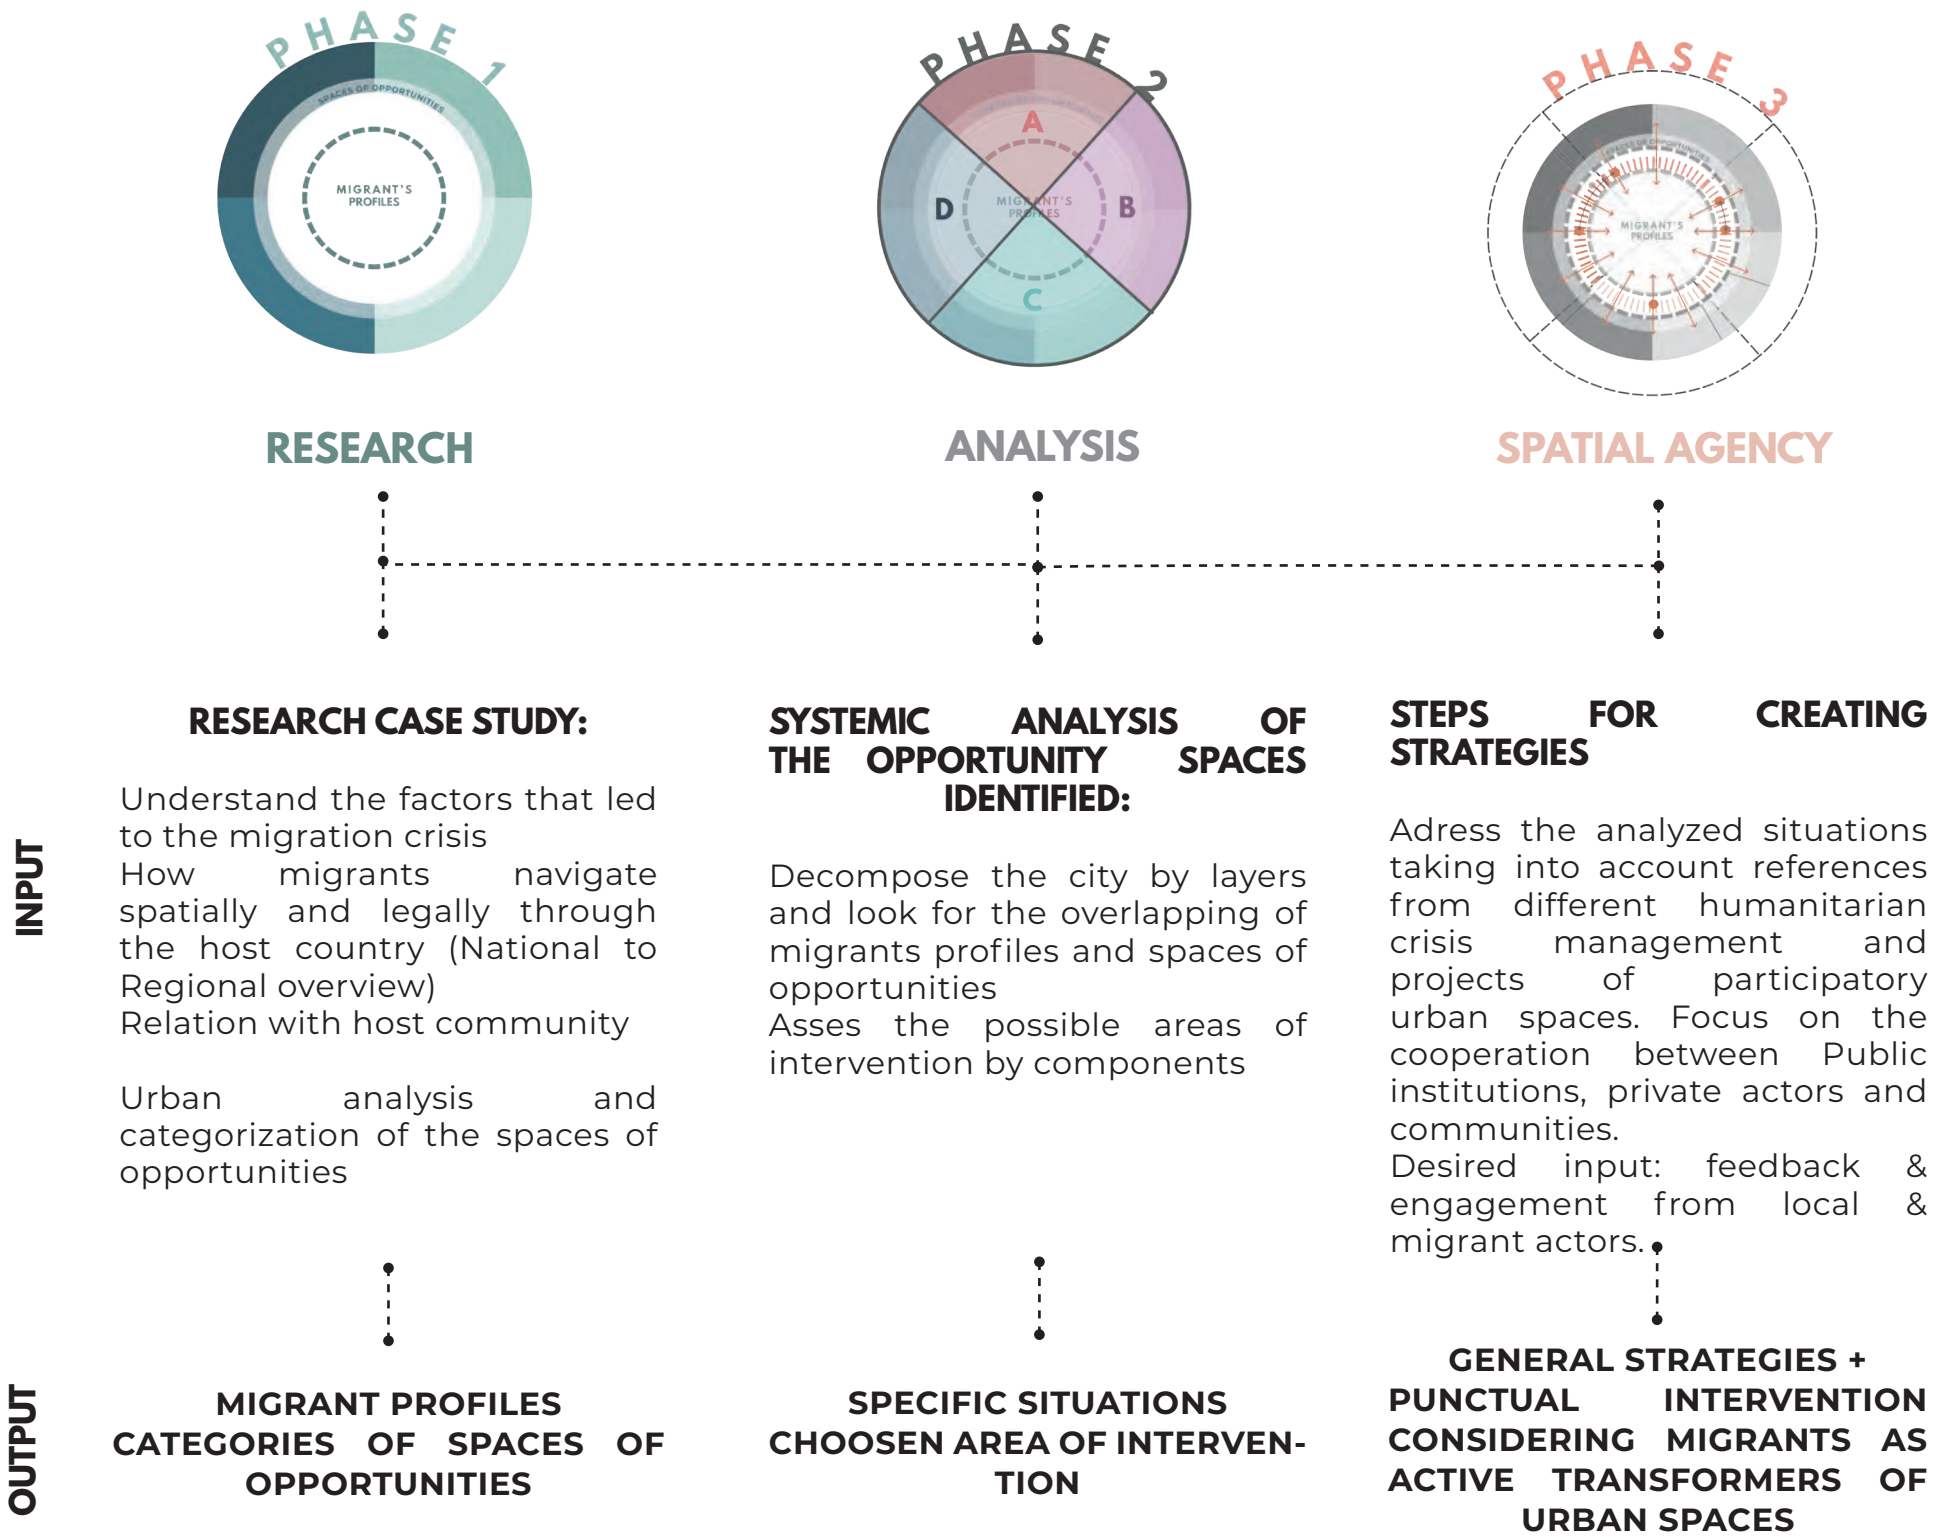 PHASE 1
SPACES OF OPPORTUNITIES
MIGRANT'S
PROFILES
RESEARCH
PHASE 2
A
B
C
D
MIGRANT'S
PROFILES
ANALYSIS
PHASE 3
SPACES OF OPPORTUNITIES
MIGRANT'S
PROFILES
SPATIAL AGENCY
INPUT
RESEARCH CASE STUDY:
Understand the factors that led
to the migration crisis
How migrants navigate
spatially and legally through
the host country (National to
Regional overview)
Relation with host community
Urban analysis and
categorization of the spaces of
opportunities
SYSTEMIC ANALYSIS OF
THE OPPORTUNITY SPACES
IDENTIFIED:
Decompose the city by layers
and look for the overlapping of
migrants profiles and spaces of
opportunities
Asses the possible areas of
intervention by components
STEPS FOR CREATING
STRATEGIES
Adress the analyzed situations
taking into account references
from different humanitarian
crisis management and
projects of participatory
urban spaces. Focus on the
cooperation between Public
institutions, private actors and
communities.
Desired input: feedback &
engagement from local &
migrant actors.
OUTPUT
MIGRANT PROFILES
CATEGORIES OF SPACES OF
OPPORTUNITIES
SPECIFIC SITUATIONS
CHOOSEN AREA OF INTERVEN-
TION
GENERAL STRATEGIES +
PUNCTUAL INTERVENTION
CONSIDERING MIGRANTS AS
ACTIVE TRANSFORMERS OF
URBAN SPACES